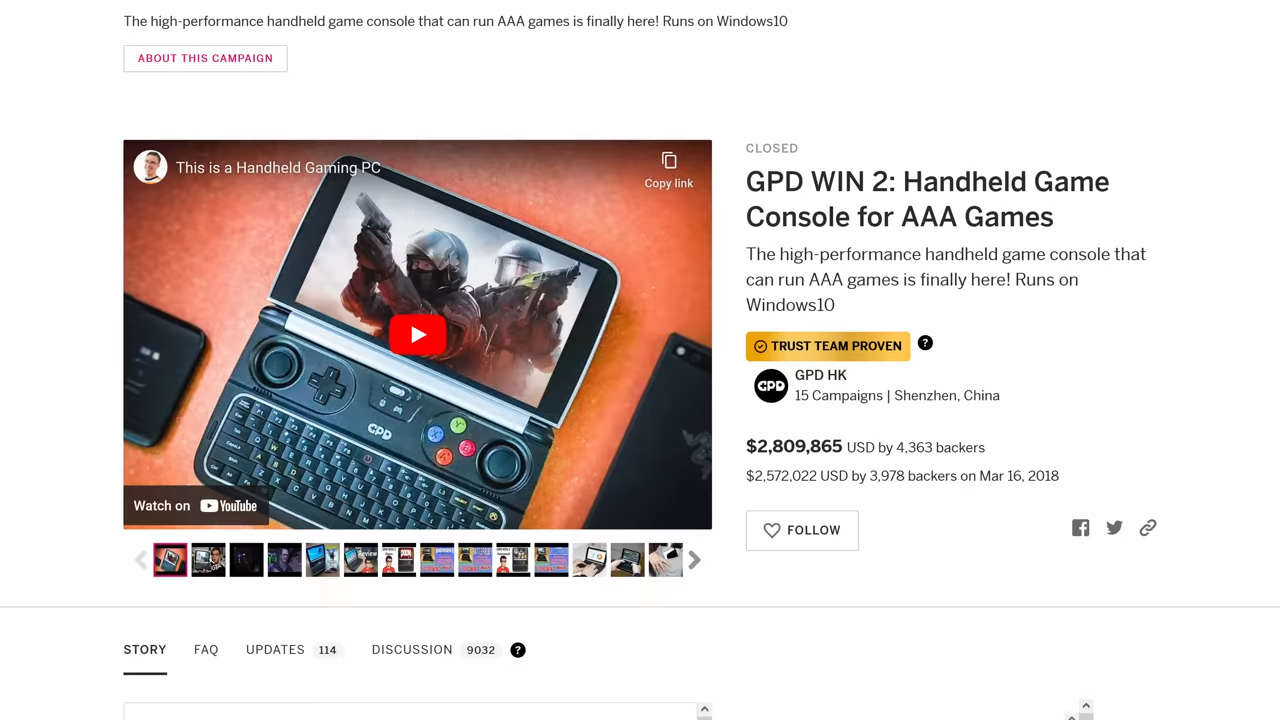 The high-performance handheld game console that can run AAA games is finally here! Runs on Windows10
ABOUT THIS CAMPAIGN
This is a Handheld Gaming PC
Copy link
GPD
Watch on YouTube
CLOSED
GPD WIN 2: Handheld Game
Console for AAA Games
The high-performance handheld game console that
can run AAA games is finally here! Runs on
Windows10
TRUST TEAM PROVEN
?
GPD
GPD HK
15 Campaigns | Shenzhen, China
$2,809,865 USD by 4,363 backers
$2,572,022 USD by 3,978 backers on Mar 16, 2018
FOLLOW
STORY
FAQ
UPDATES 114
DISCUSSION 9032
?